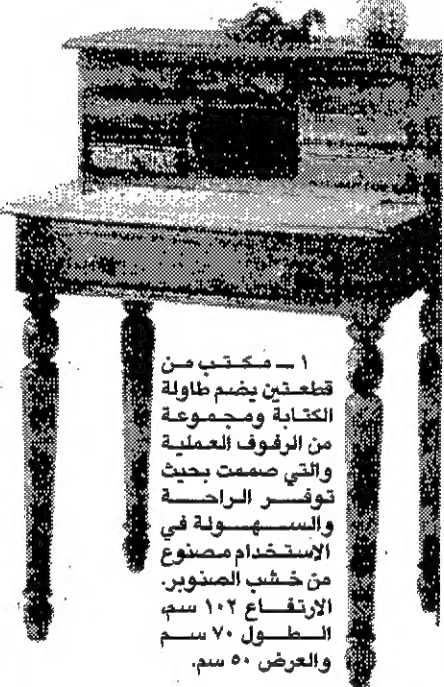 ١ ــ مكتب من
قطعتين يضم طاولة
الكتابة ومجموعة
من الرفوف العملية
والتي صممت بحيث
توفر الراحة
والسهولة في
الاستخدام مصنوع
من خشب الصنوبر.
الارتفاع ١٠٢ سم،
الطول ٧٠ سم
والعرض ٥٠ سم.